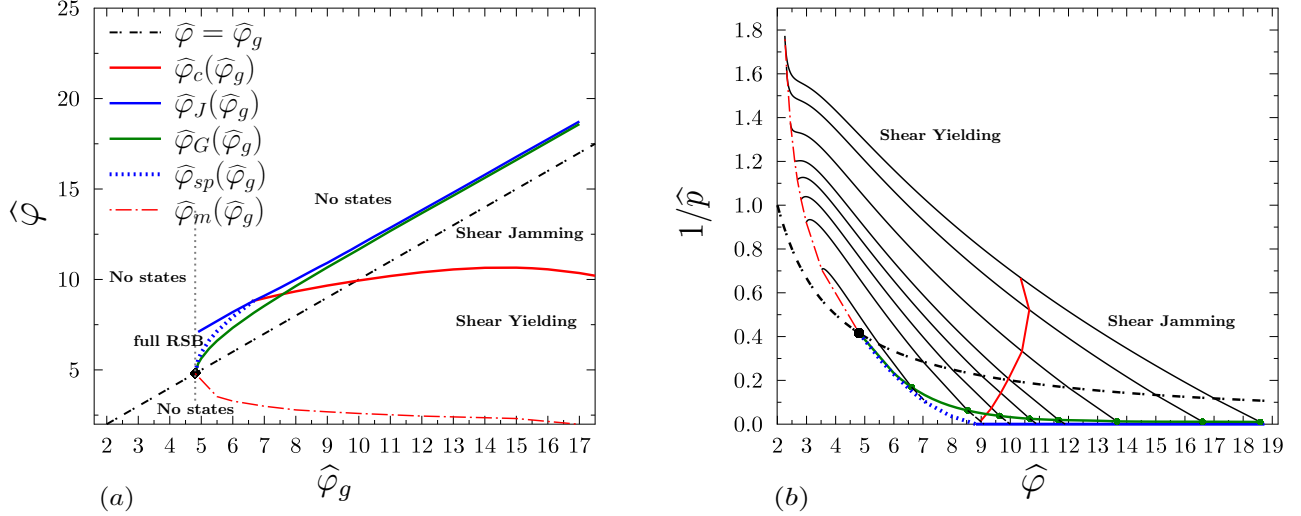 25
20
15
10
5
φ̂
2 3 4 5 6 7 8 9 10 11 12 13 14 15 16 17
φ̂_g
(a)
φ̂ = φ̂_g
φ̂_c(φ̂_g)
φ̂_J(φ̂_g)
φ̂_G(φ̂_g)
φ̂_sp(φ̂_g)
φ̂_m(φ̂_g)
No states
Shear Jamming
No states
Shear Yielding
full RSB
No states
1.8
1.6
1.4
1.2
1.0
0.8
0.6
0.4
0.2
0.0
1/p̂
2 3 4 5 6 7 8 9 10 11 12 13 14 15 16 17 18 19
φ̂
(b)
Shear Yielding
Shear Jamming